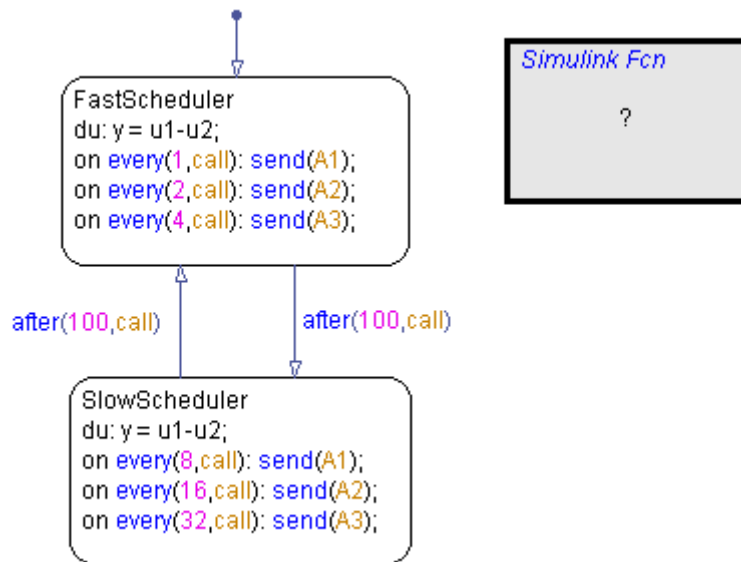 FastScheduler
du: y = u1-u2;
on every(1,call): send(A1);
on every(2,call): send(A2);
on every(4,call): send(A3);
Simulink Fcn
?
after(100,call)
after(100,call)
SlowScheduler
du: y = u1-u2;
on every(8,call): send(A1);
on every(16,call): send(A2);
on every(32,call): send(A3);